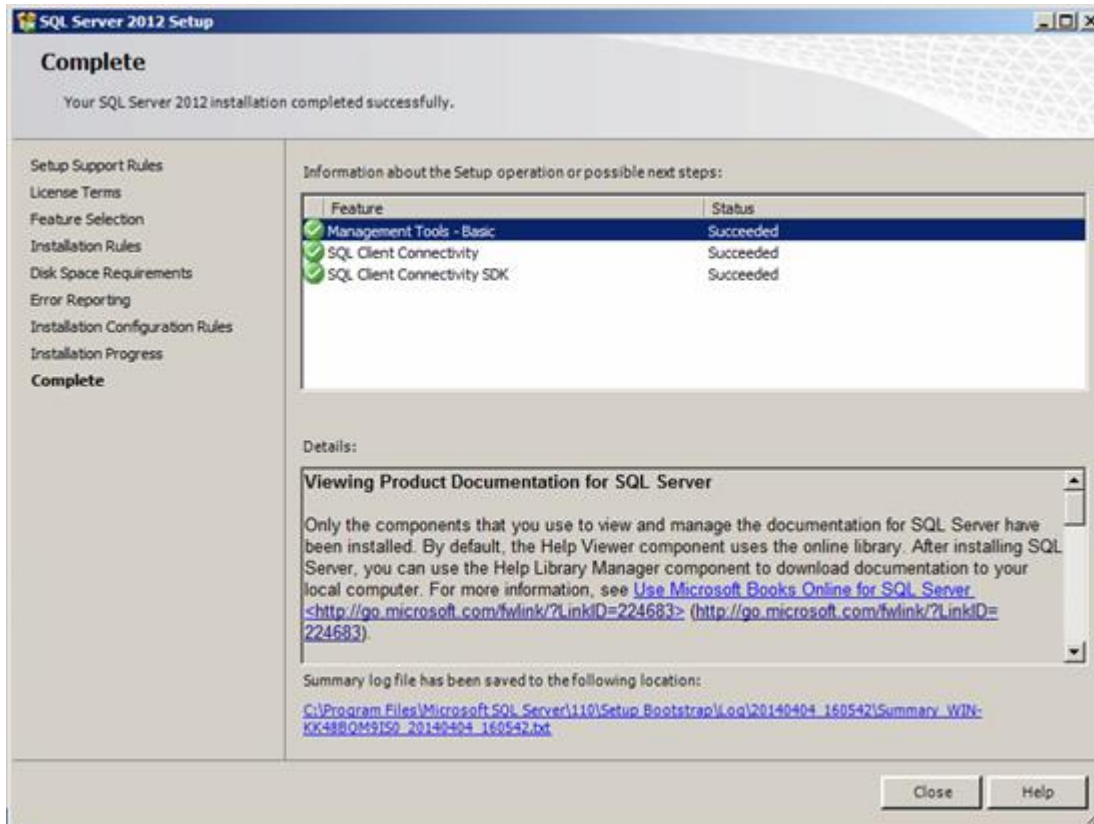 SQL Server 2012 Setup
Complete
Your SQL Server 2012 installation completed successfully.
Setup Support Rules
License Terms
Feature Selection
Installation Rules
Disk Space Requirements
Error Reporting
Installation Configuration Rules
Installation Progress
Complete
Information about the Setup operation or possible next steps:
Feature Status
Management Tools - Basic Succeeded
SQL Client Connectivity Succeeded
SQL Client Connectivity SDK Succeeded
Details:
Viewing Product Documentation for SQL Server
Only the components that you use to view and manage the documentation for SQL Server have
been installed. By default, the Help Viewer component uses the online library. After installing SQL
Server, you can use the Help Library Manager component to download documentation to your
local computer. For more information, see Use Microsoft Books Online for SQL Server
<http://go.microsoft.com/fwlink/?LinkID=224683> (http://go.microsoft.com/fwlink/?LinkID=
224683).
Summary log file has been saved to the following location:
C:\Program Files\Microsoft SQL Server\110\Setup Bootstrap\Log\20140404_160542\Summary_WIN-
KK48BQM9IS0_20140404_160542.txt
Close Help